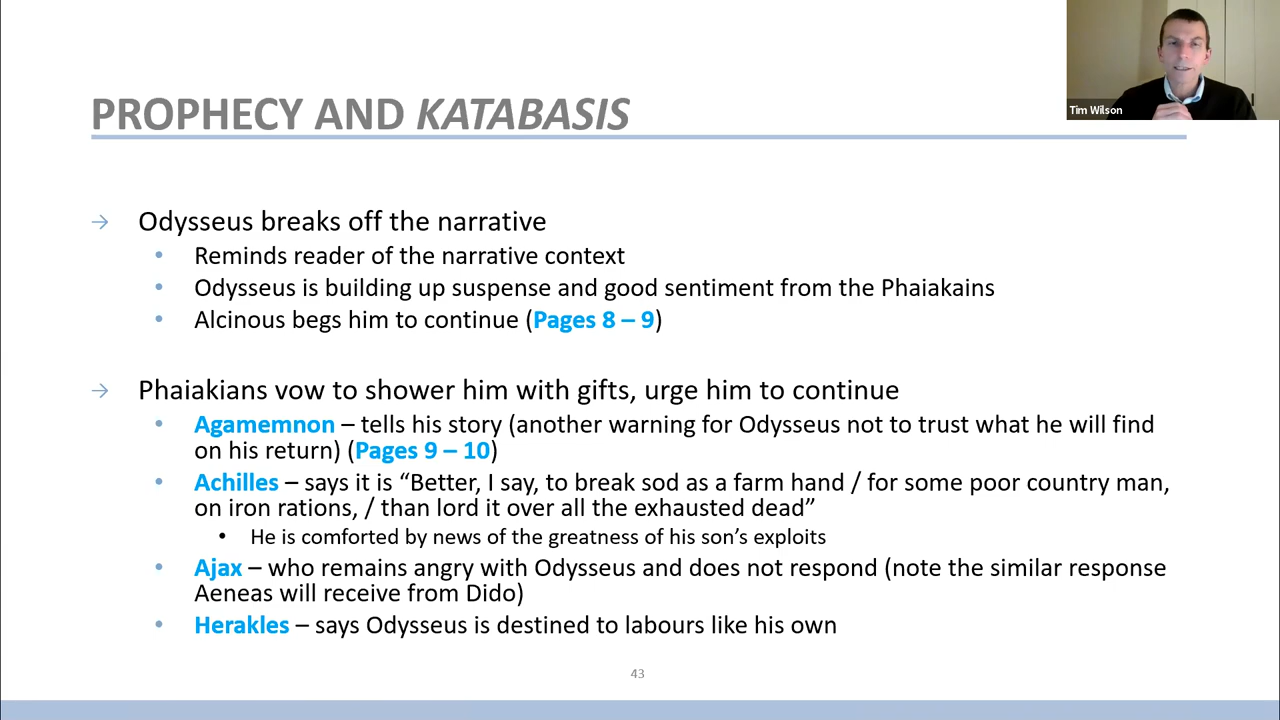 Tim Wilson
PROPHECY AND KATABASIS
→ Odysseus breaks off the narrative
• Reminds reader of the narrative context
• Odysseus is building up suspense and good sentiment from the Phaiakains
• Alcinous begs him to continue (Pages 8 – 9)
→ Phaiakians vow to shower him with gifts, urge him to continue
• Agamemnon – tells his story (another warning for Odysseus not to trust what he will find
on his return) (Pages 9 – 10)
• Achilles – says it is “Better, I say, to break sod as a farm hand / for some poor country man,
on iron rations, / than lord it over all the exhausted dead”
• He is comforted by news of the greatness of his son’s exploits
• Ajax – who remains angry with Odysseus and does not respond (note the similar response
Aeneas will receive from Dido)
• Herakles – says Odysseus is destined to labours like his own
43